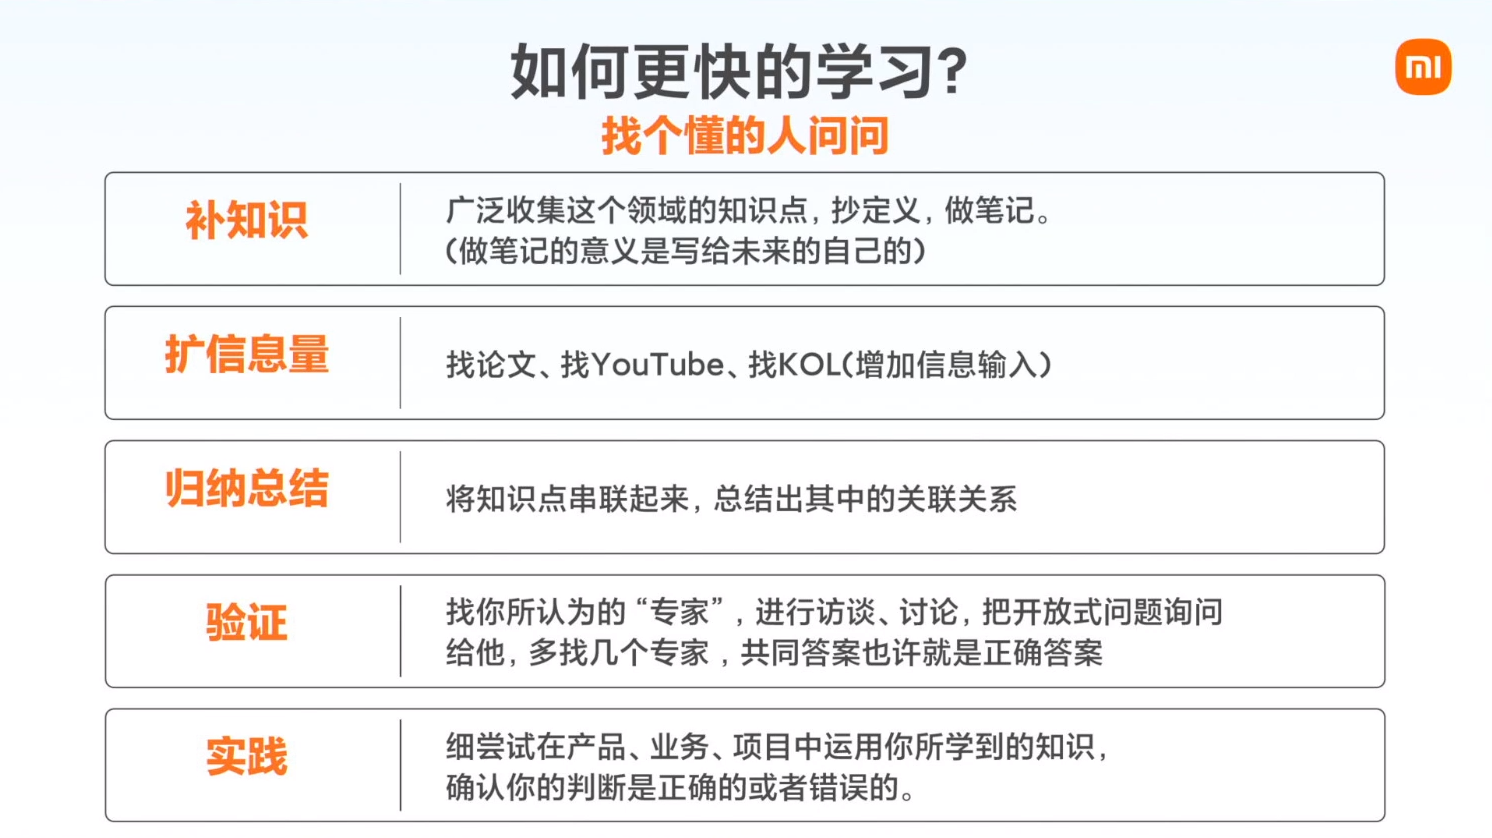 如何更快的学习?
mi
找个懂的人问问
补知识
广泛收集这个领域的知识点, 抄定义, 做笔记。
(做笔记的意义是写给未来的自己的)
扩信息量
找论文、找YouTube、找KOL(增加信息输入)
归纳总结
将知识点串联起来, 总结出其中的关联关系
验证
找你所认为的 “专家” , 进行访谈、讨论, 把开放式问题询问
给他, 多找几个专家 , 共同答案也许就是正确答案
实践
细尝试在产品、业务、项目中运用你所学到的知识,
确认你的判断是正确的或者错误的。